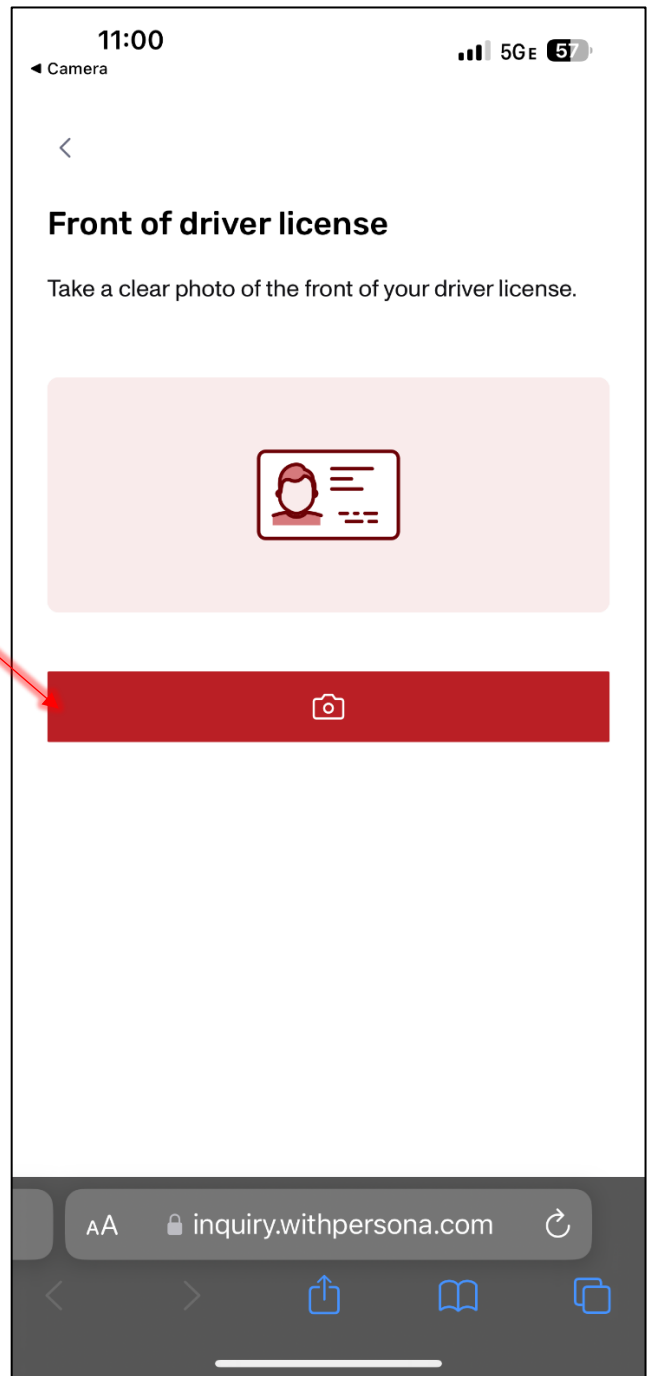 11:00
◀ Camera
5GE 57
Front of driver license
Take a clear photo of the front of your driver license.
AA inquiry.withpersona.com